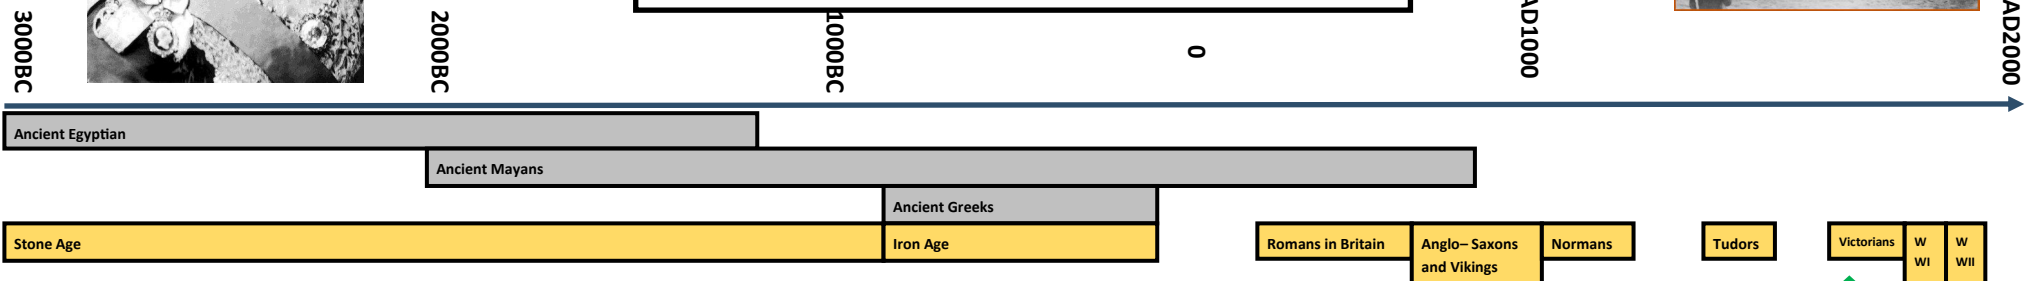 3000BC
2000BC
1000BC
0
AD1000
AD2000
Ancient Egyptian
Ancient Mayans
Ancient Greeks
Stone Age
Iron Age
Romans in Britain
Anglo– Saxons
and Vikings
Normans
Tudors
Victorians
W
WI
W
WII